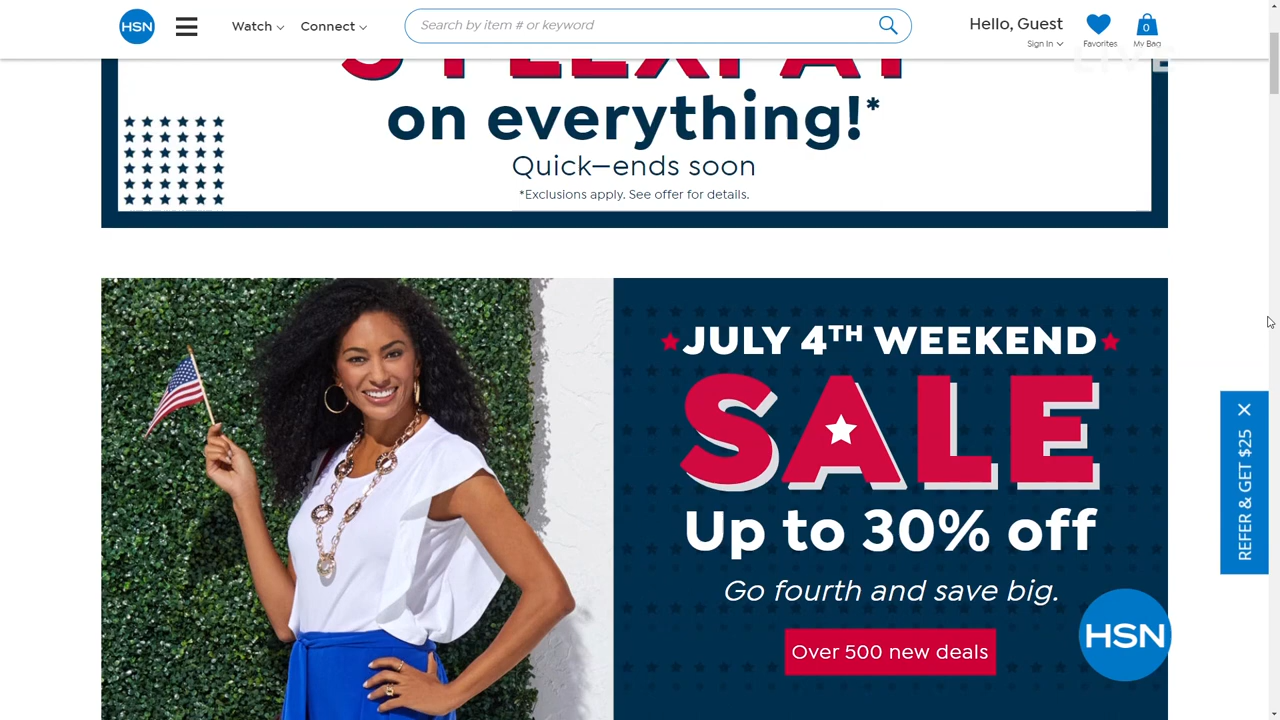 HSN
Watch
Connect
Search by item # or keyword
Hello, Guest
Sign In
Favorites
0
My Bag
LIVE
on everything!*
Quick—ends soon
*Exclusions apply. See offer for details.
JULY 4TH WEEKEND
SALE
Up to 30% off
Go fourth and save big.
Over 500 new deals
HSN
REFER & GET $25